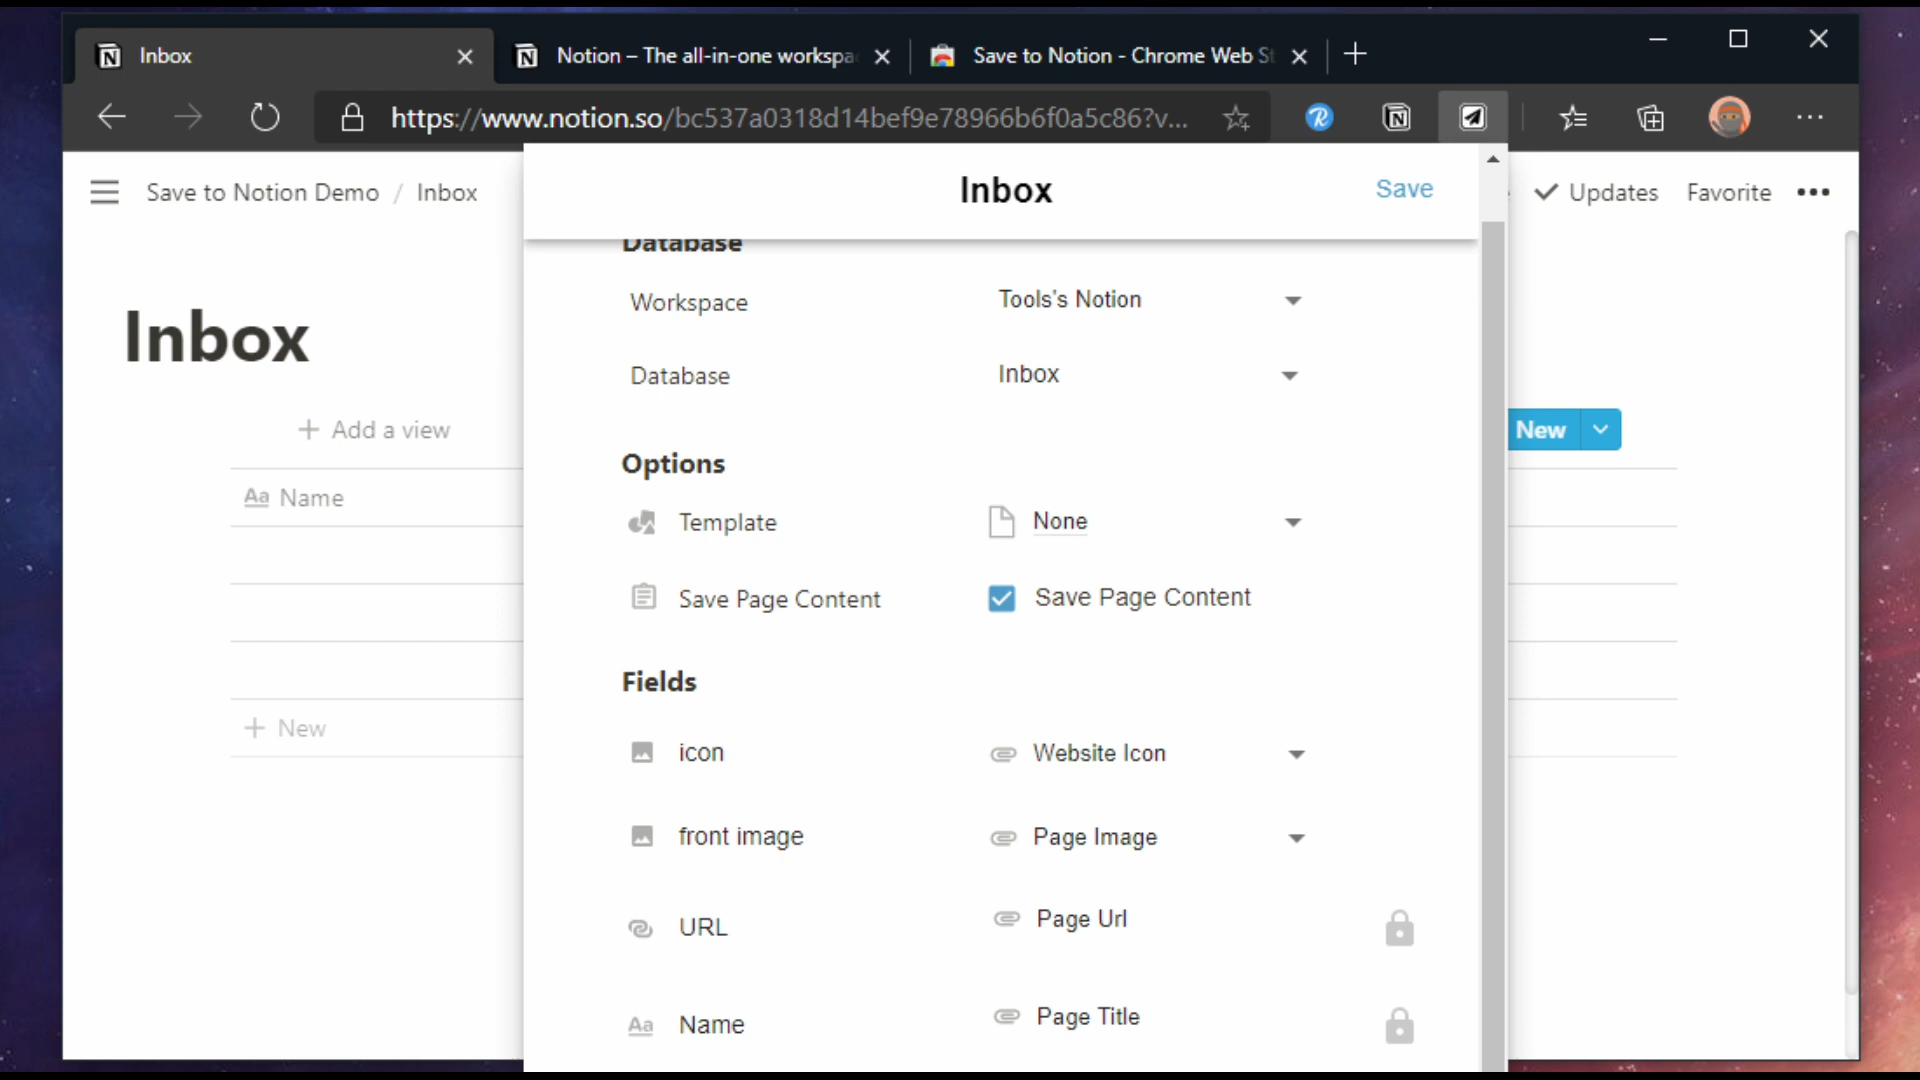 Inbox
Notion – The all-in-one workspa
Save to Notion - Chrome Web St
https://www.notion.so/bc537a0318d14bef9e78966b6f0a5c86?v...
Save to Notion Demo / Inbox
Updates
Favorite
Inbox
Save
Inbox
Add a view
New
Aa Name
New
Database
Workspace
Tools's Notion
Database
Inbox
Options
Template
None
Save Page Content
Save Page Content
Fields
icon
Website Icon
front image
Page Image
URL
Page Url
Aa Name
Page Title